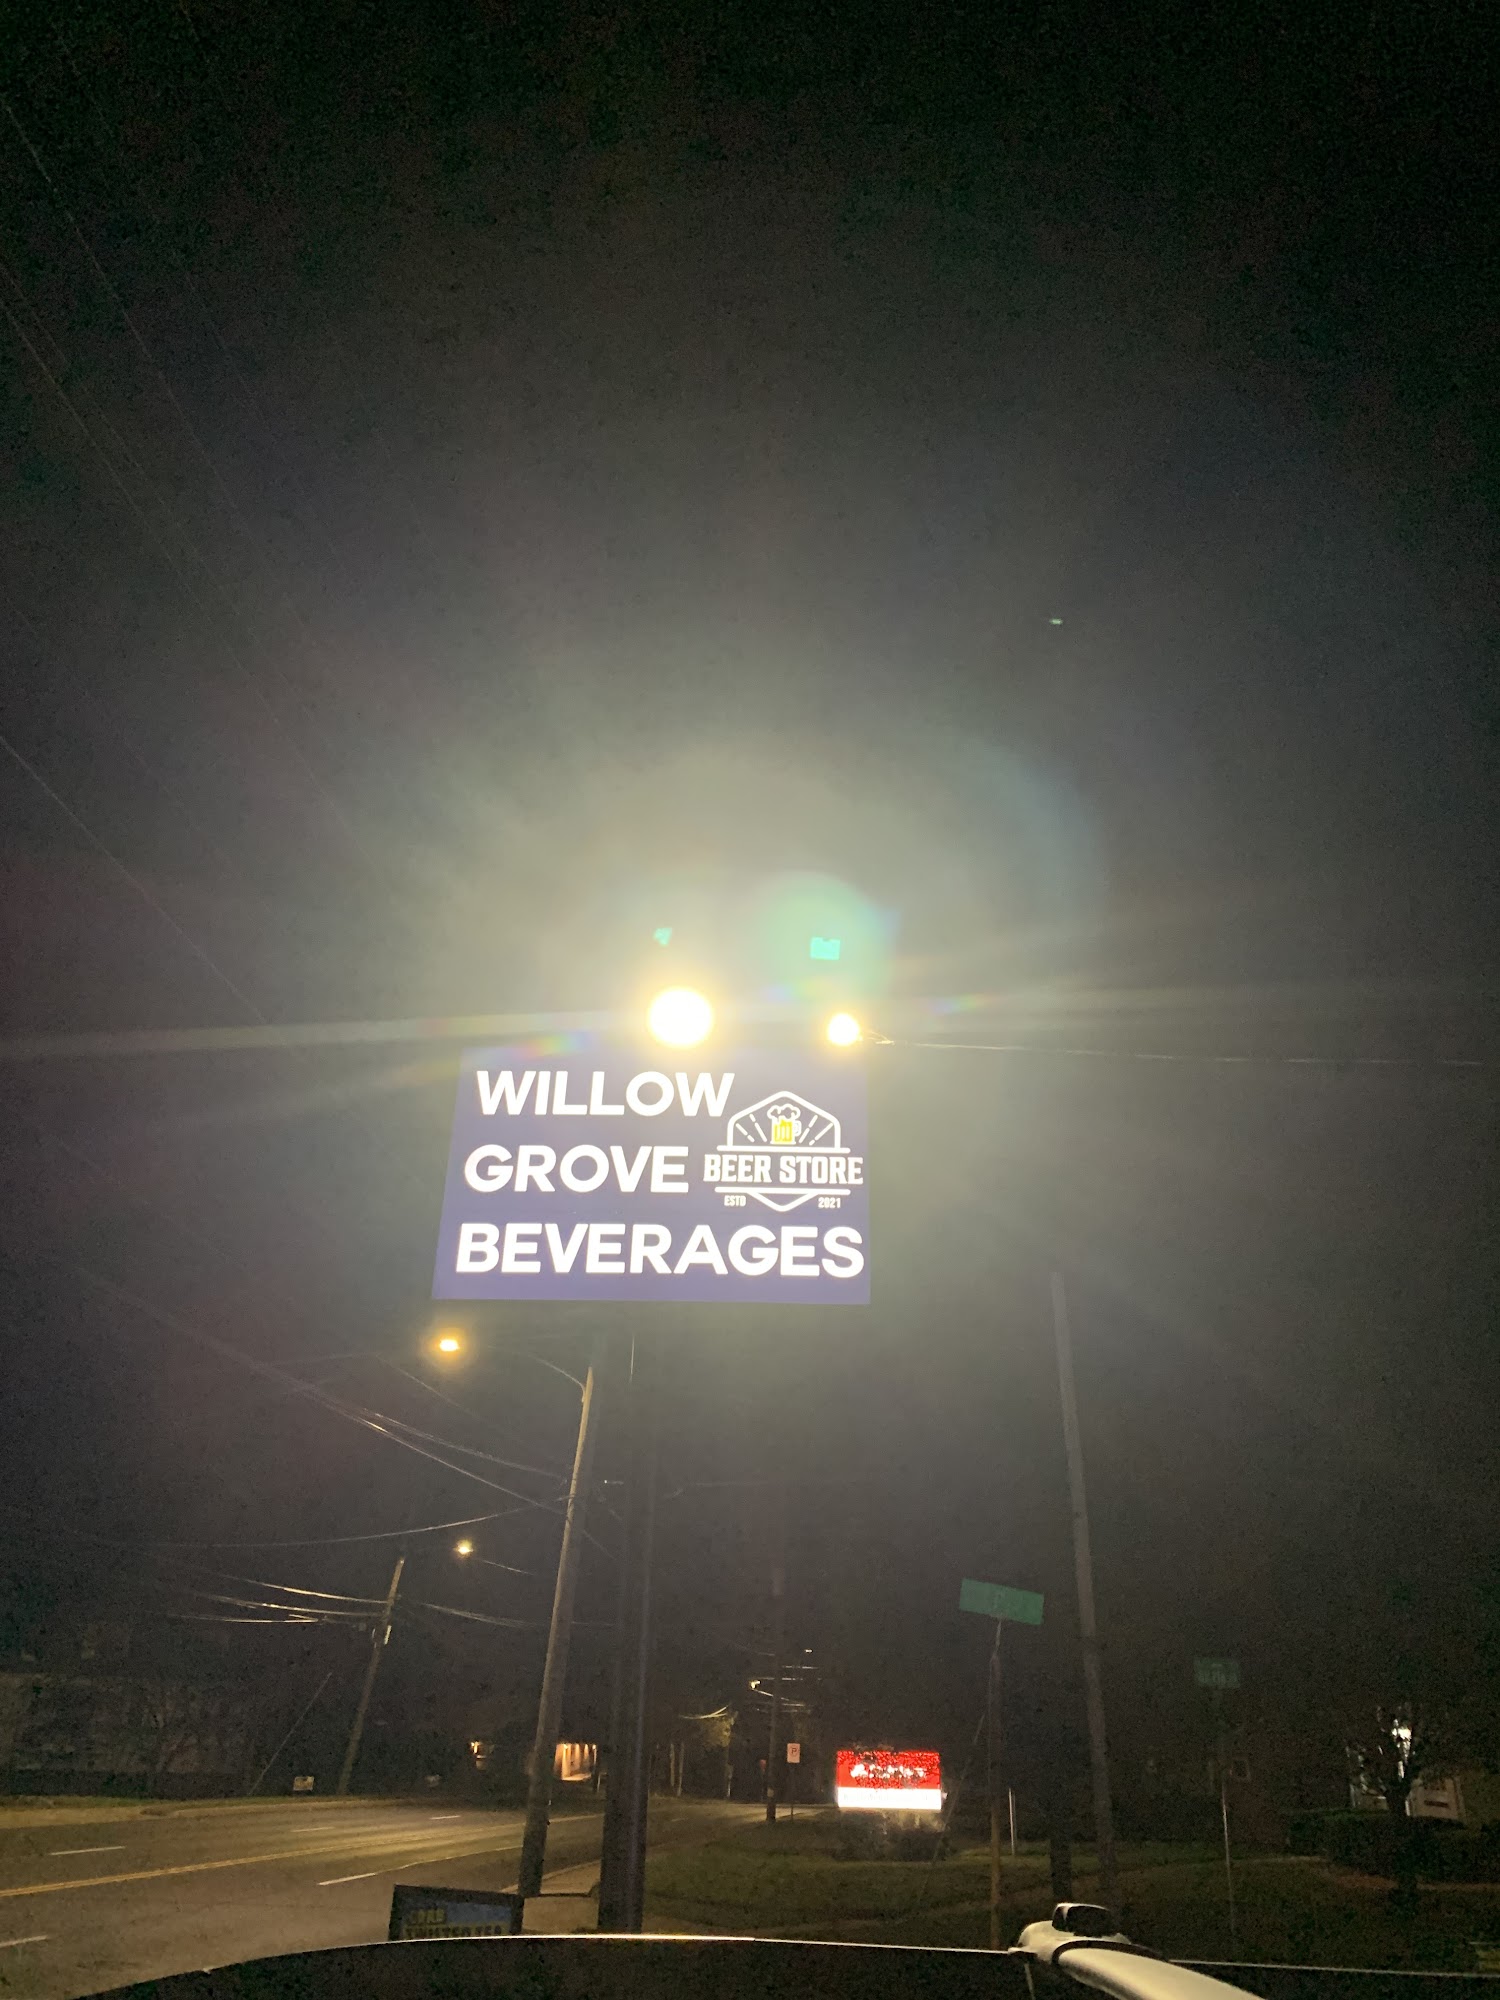 WILLOW
GROVE
BEVERAGES
BEER STORE
ESTD 2021
P